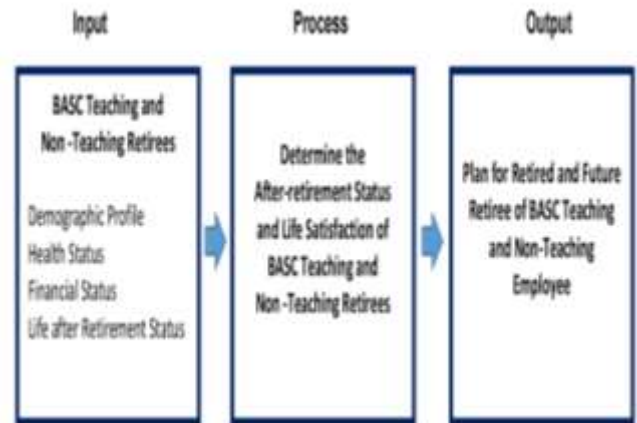 Input
Process
Output
BASC Teaching and
Non -Teaching Retirees
Demographic Profile
Health Status
Financial Status
Life after Retirement Status
Determine the
After-retirement Status
and Life Satisfaction of
BASC Teaching and
Non -Teaching Retirees
Plan for Retired and Future
Retiree of BASC Teaching
and Non-Teaching
Employee